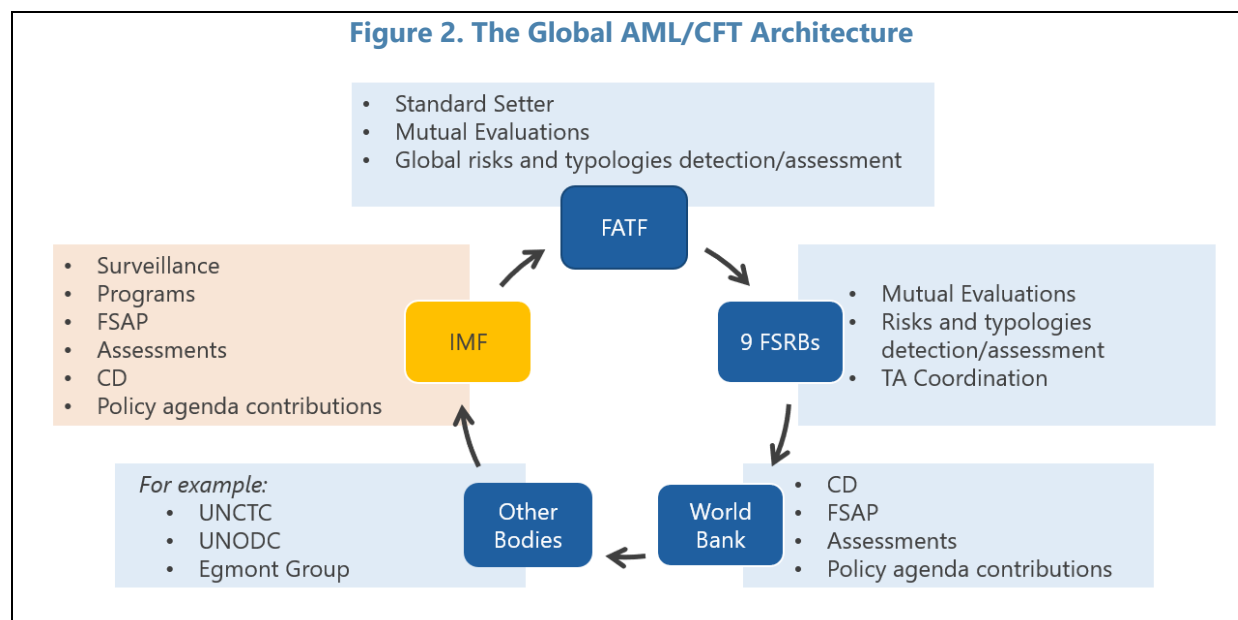 Figure 2. The Global AML/CFT Architecture
• Standard Setter
• Mutual Evaluations
• Global risks and typologies detection/assessment
FATF
• Surveillance
• Programs
• FSAP
• Assessments
• CD
• Policy agenda contributions
IMF
9 FSRBs
• Mutual Evaluations
• Risks and typologies
detection/assessment
• TA Coordination
For example:
• UNCTC
• UNODC
• Egmont Group
Other
Bodies
World
Bank
• CD
• FSAP
• Assessments
• Policy agenda contributions